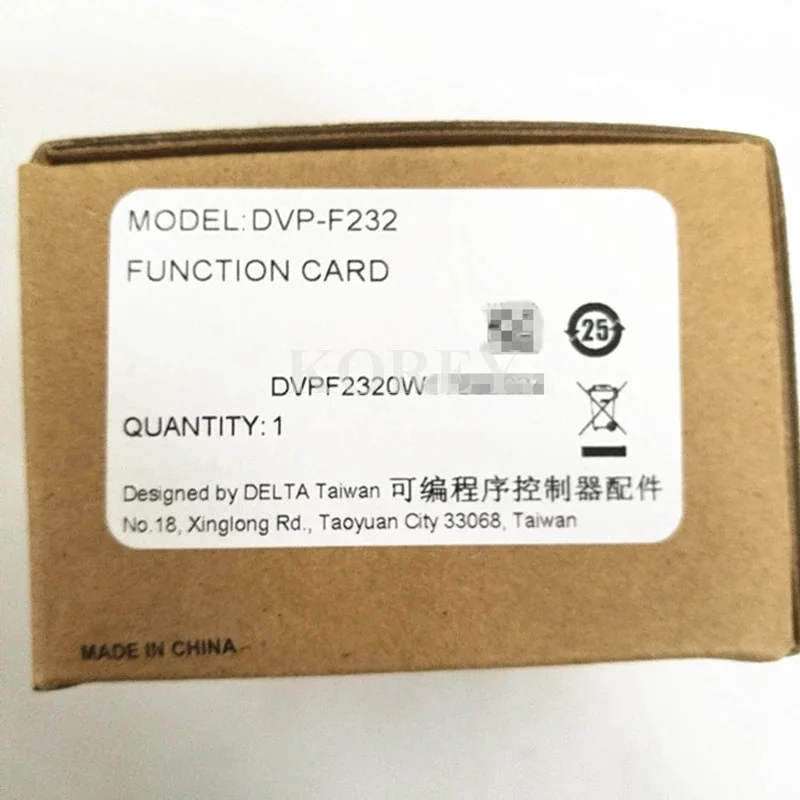 MODEL: DVP-F232
FUNCTION CARD
25
KOREY
DVPF2320W
QUANTITY: 1
Designed by DELTA Taiwan 可编程序控制器配件
No.18, Xinglong Rd., Taoyuan City 33068, Taiwan
MADE IN CHINA